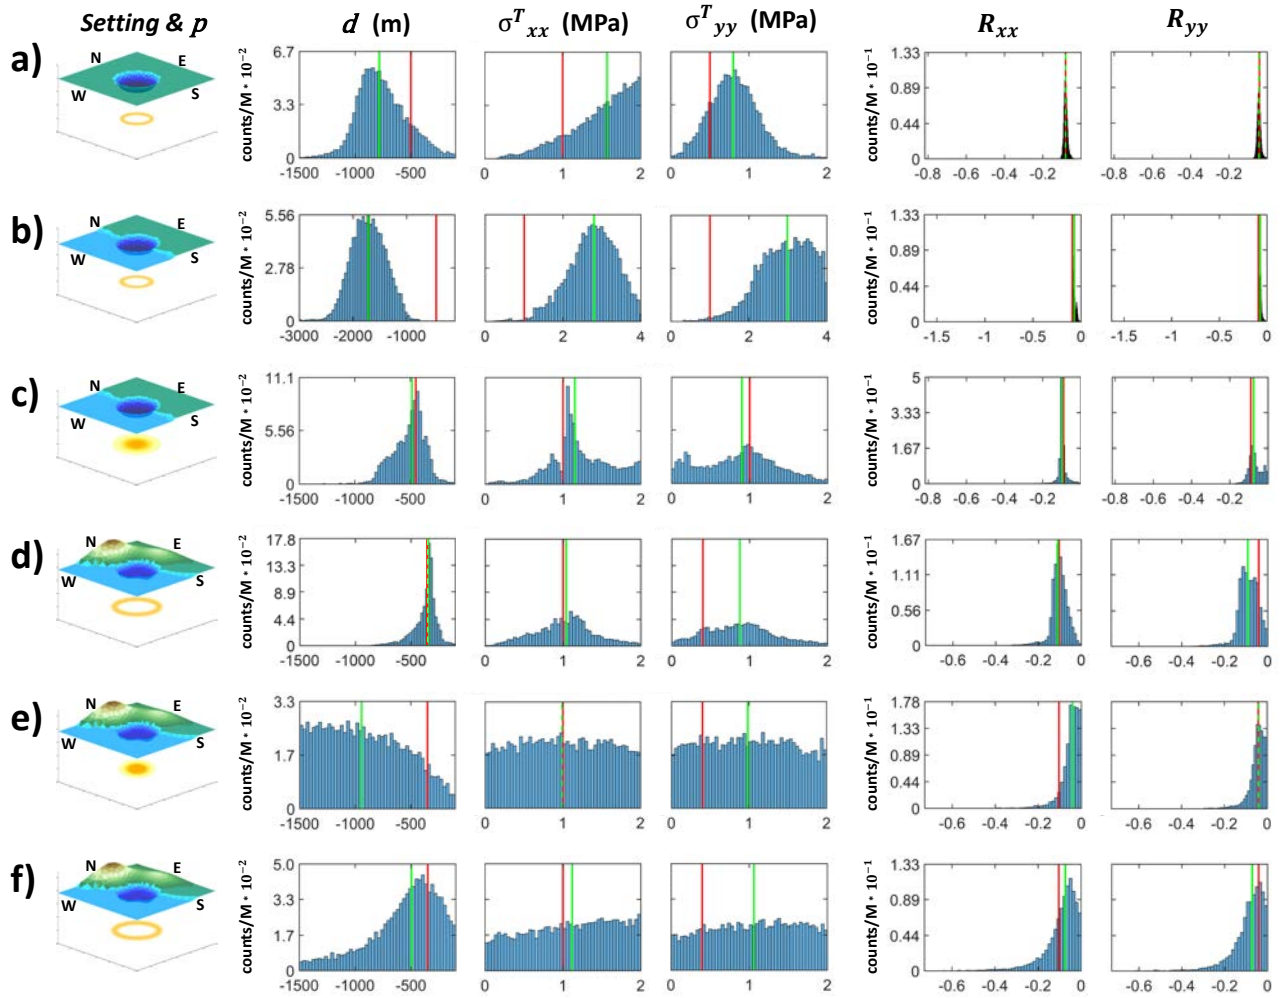 Setting & p d (m) σᵀxx (MPa) σᵀyy (MPa) Rxx Ryy
a)
N E
W S
counts/M * 10⁻²
6.7
3.3
0
-1500 -1000 -500
0 1 2
0 1 2
counts/M * 10⁻¹
1.33
0.89
0.44
0
-0.8 -0.6 -0.4 -0.2
-0.8 -0.6 -0.4 -0.2 0
b)
N E
W S
counts/M * 10⁻²
5.56
2.78
0
-3000 -2000 -1000
0 2 4
0 2 4
counts/M * 10⁻¹
1.33
0.89
0.44
0
-1.5 -1 -0.5 0
-1.5 -1 -0.5 0
c)
N E
W S
counts/M * 10⁻²
11.1
5.56
0
-1500 -1000 -500
0 1 2
0 1 2
counts/M * 10⁻¹
5
3.33
1.67
0
-0.8 -0.6 -0.4 -0.2 0
-0.8 -0.6 -0.4 -0.2 0
d)
N E
W S
counts/M * 10⁻²
17.8
13.3
8.9
4.4
0
-1500 -1000 -500
0 1 2
0 1 2
counts/M * 10⁻¹
1.67
1.11
0.56
0
-0.6 -0.4 -0.2 0
-0.6 -0.4 -0.2 0
e)
N E
W S
counts/M * 10⁻²
3.3
1.7
0
-1500 -1000 -500
0 1 2
0 1 2
counts/M * 10⁻¹
1.78
1.33
0.89
0.44
0
-0.6 -0.4 -0.2 0
-0.6 -0.4 -0.2 0
f)
N E
W S
counts/M * 10⁻²
5.0
3.3
1.7
0
-1500 -1000 -500
0 1 2
0 1 2
counts/M * 10⁻¹
1.33
0.89
0.44
0
-0.6 -0.4 -0.2 0
-0.6 -0.4 -0.2 0